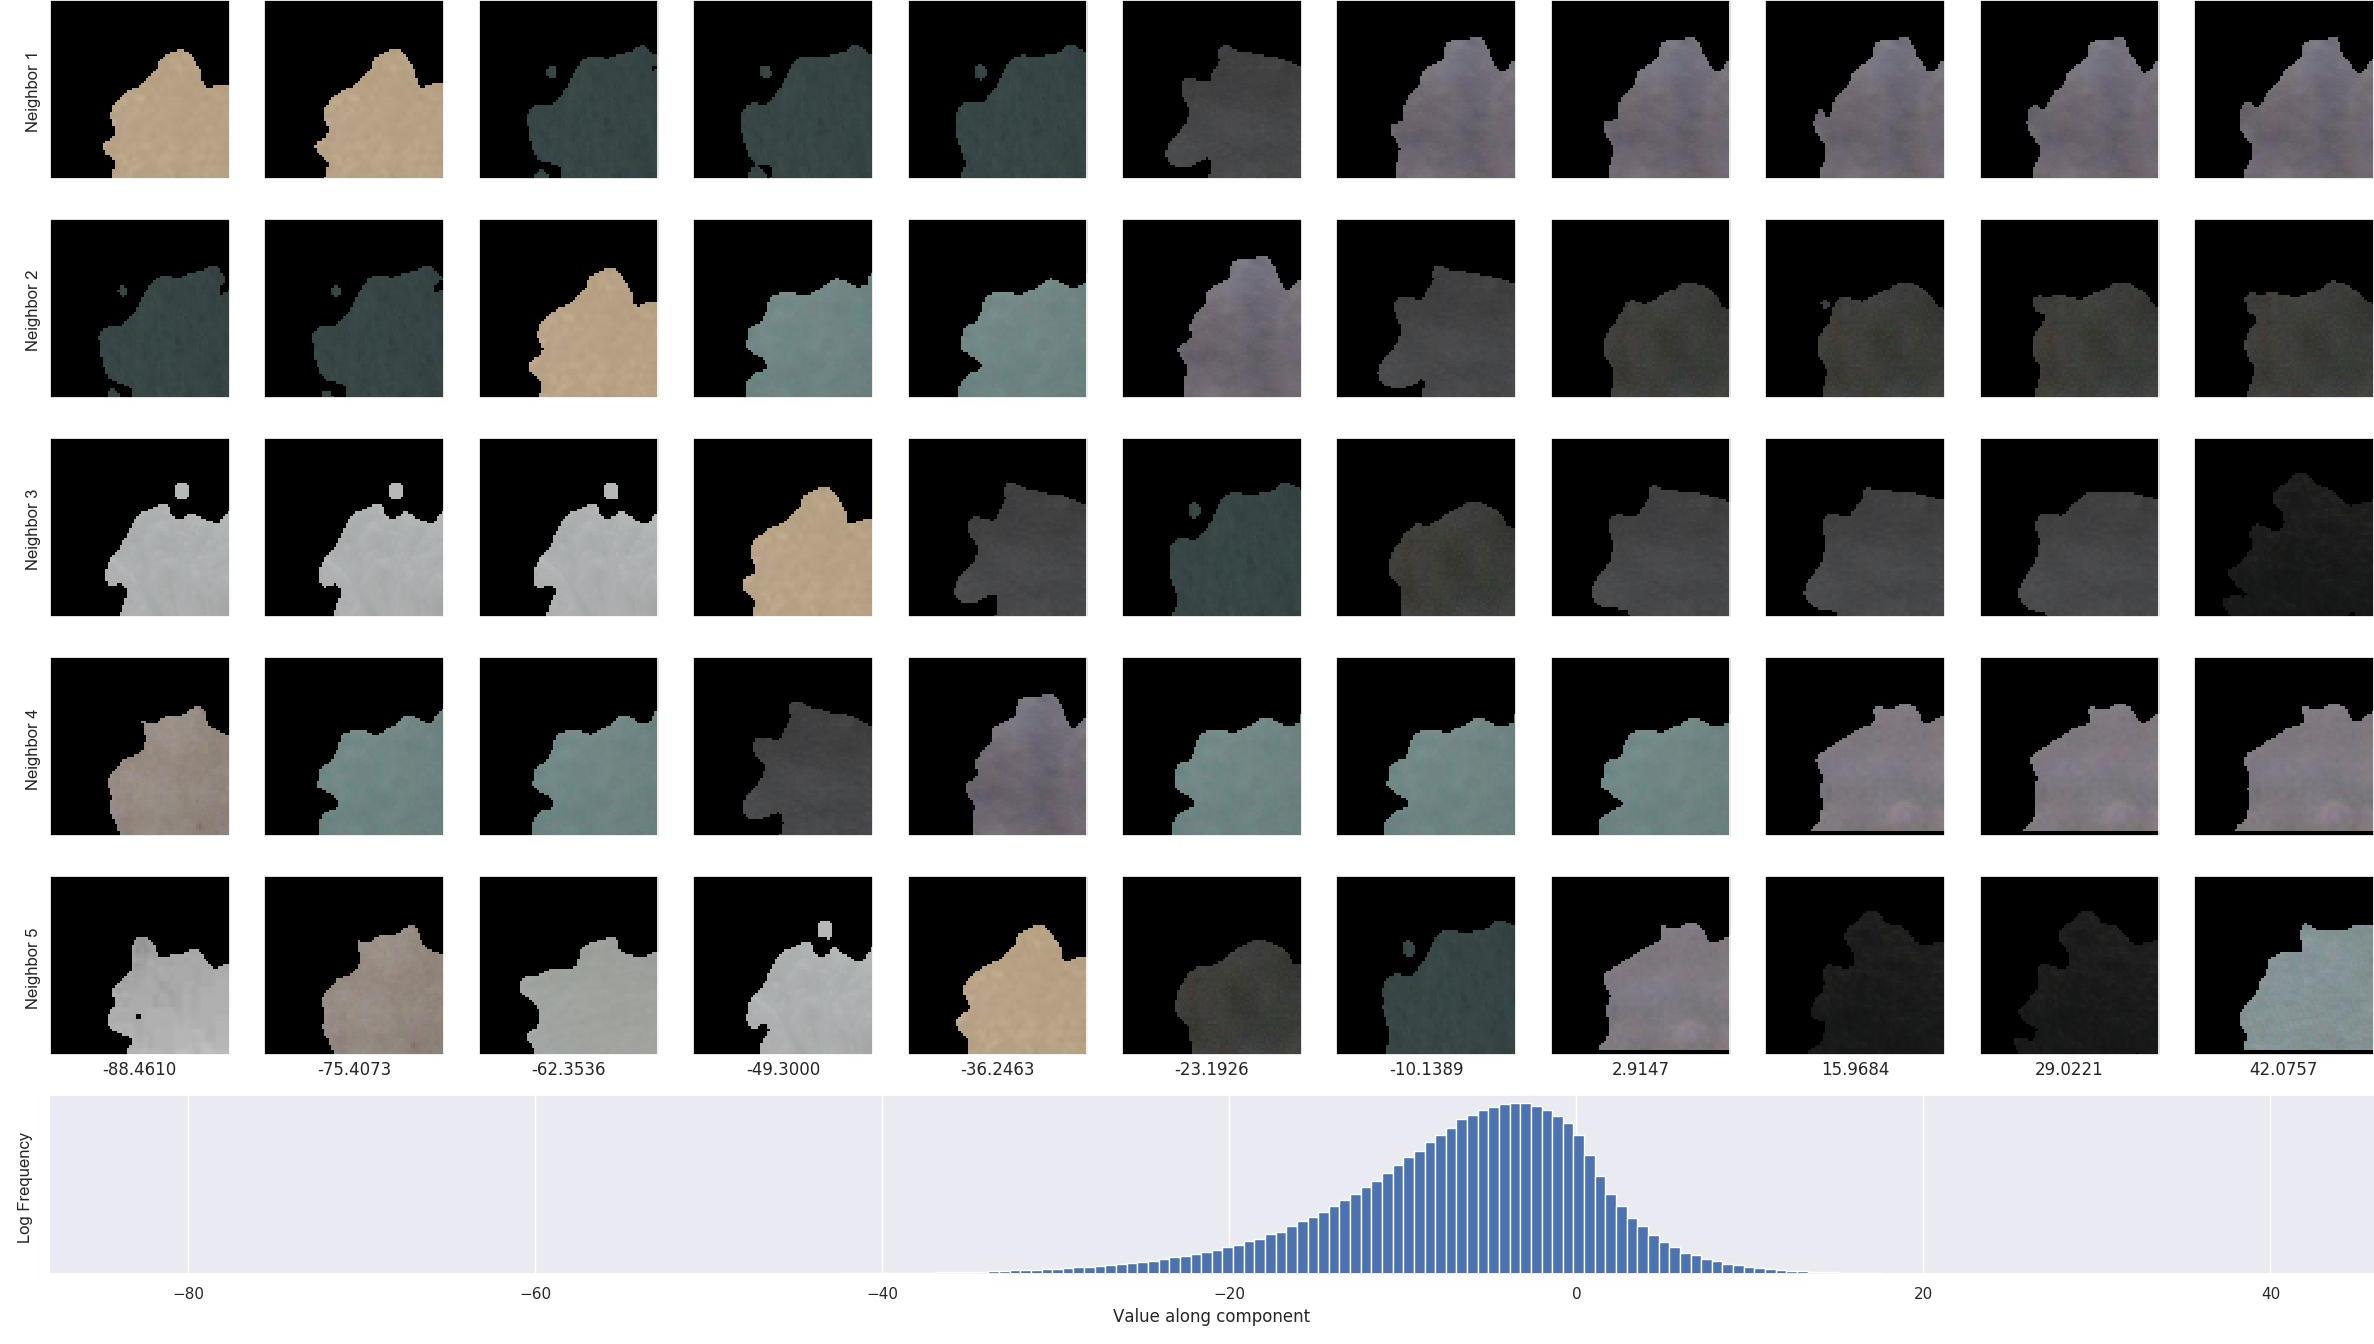 Neighbor 1
Neighbor 2
Neighbor 3
Neighbor 4
Neighbor 5
-88.4610 -75.4073 -62.3536 -49.3000 -36.2463 -23.1926 -10.1389 2.9147 15.9684 29.0221 42.0757
Log Frequency
−80 −60 −40 −20 0 20 40
Value along component